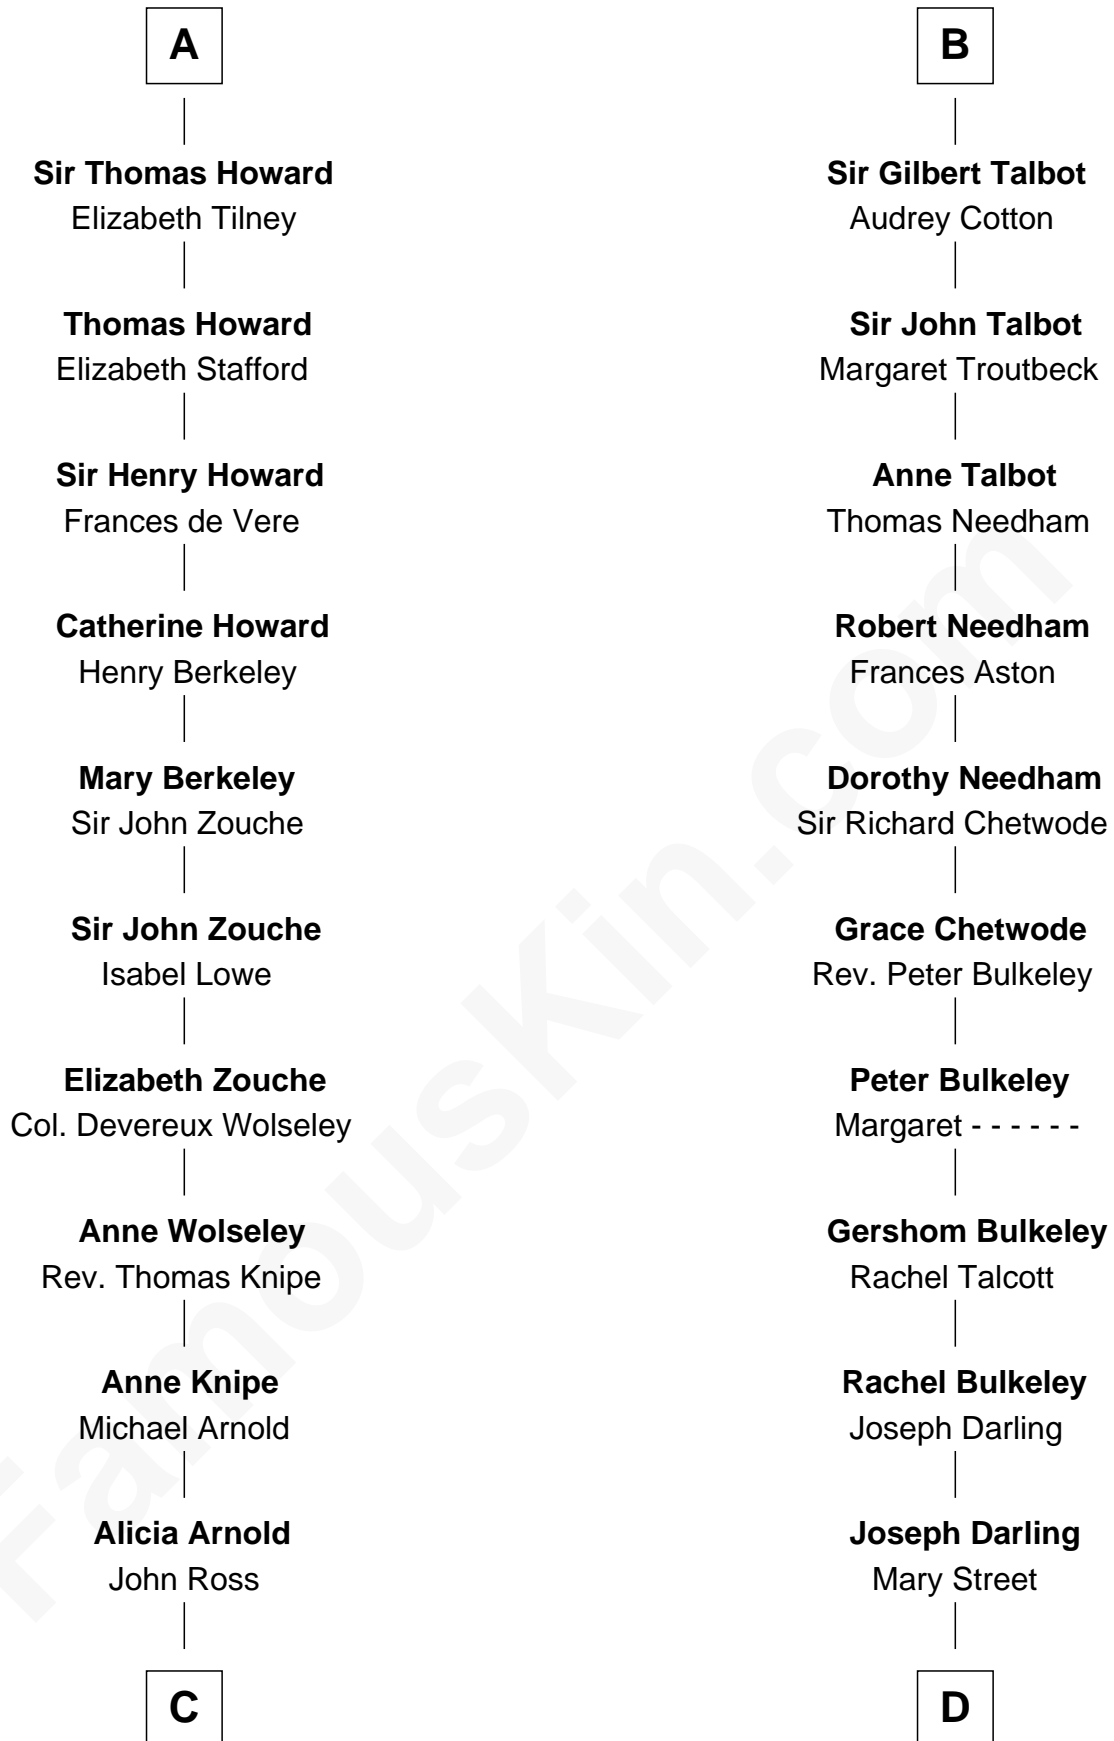 A
Sir Thomas Howard
Elizabeth Tilney
Thomas Howard
Elizabeth Stafford
Sir Henry Howard
Frances de Vere
Catherine Howard
Henry Berkeley
Mary Berkeley
Sir John Zouche
Sir John Zouche
Isabel Lowe
Elizabeth Zouche
Col. Devereux Wolseley
Anne Wolseley
Rev. Thomas Knipe
Anne Knipe
Michael Arnold
Alicia Arnold
John Ross
C
B
Sir Gilbert Talbot
Audrey Cotton
Sir John Talbot
Margaret Troutbeck
Anne Talbot
Thomas Needham
Robert Needham
Frances Aston
Dorothy Needham
Sir Richard Chetwode
Grace Chetwode
Rev. Peter Bulkeley
Peter Bulkeley
Margaret - - - - - -
Gershom Bulkeley
Rachel Talcott
Rachel Bulkeley
Joseph Darling
Joseph Darling
Mary Street
D
FamousKin.com